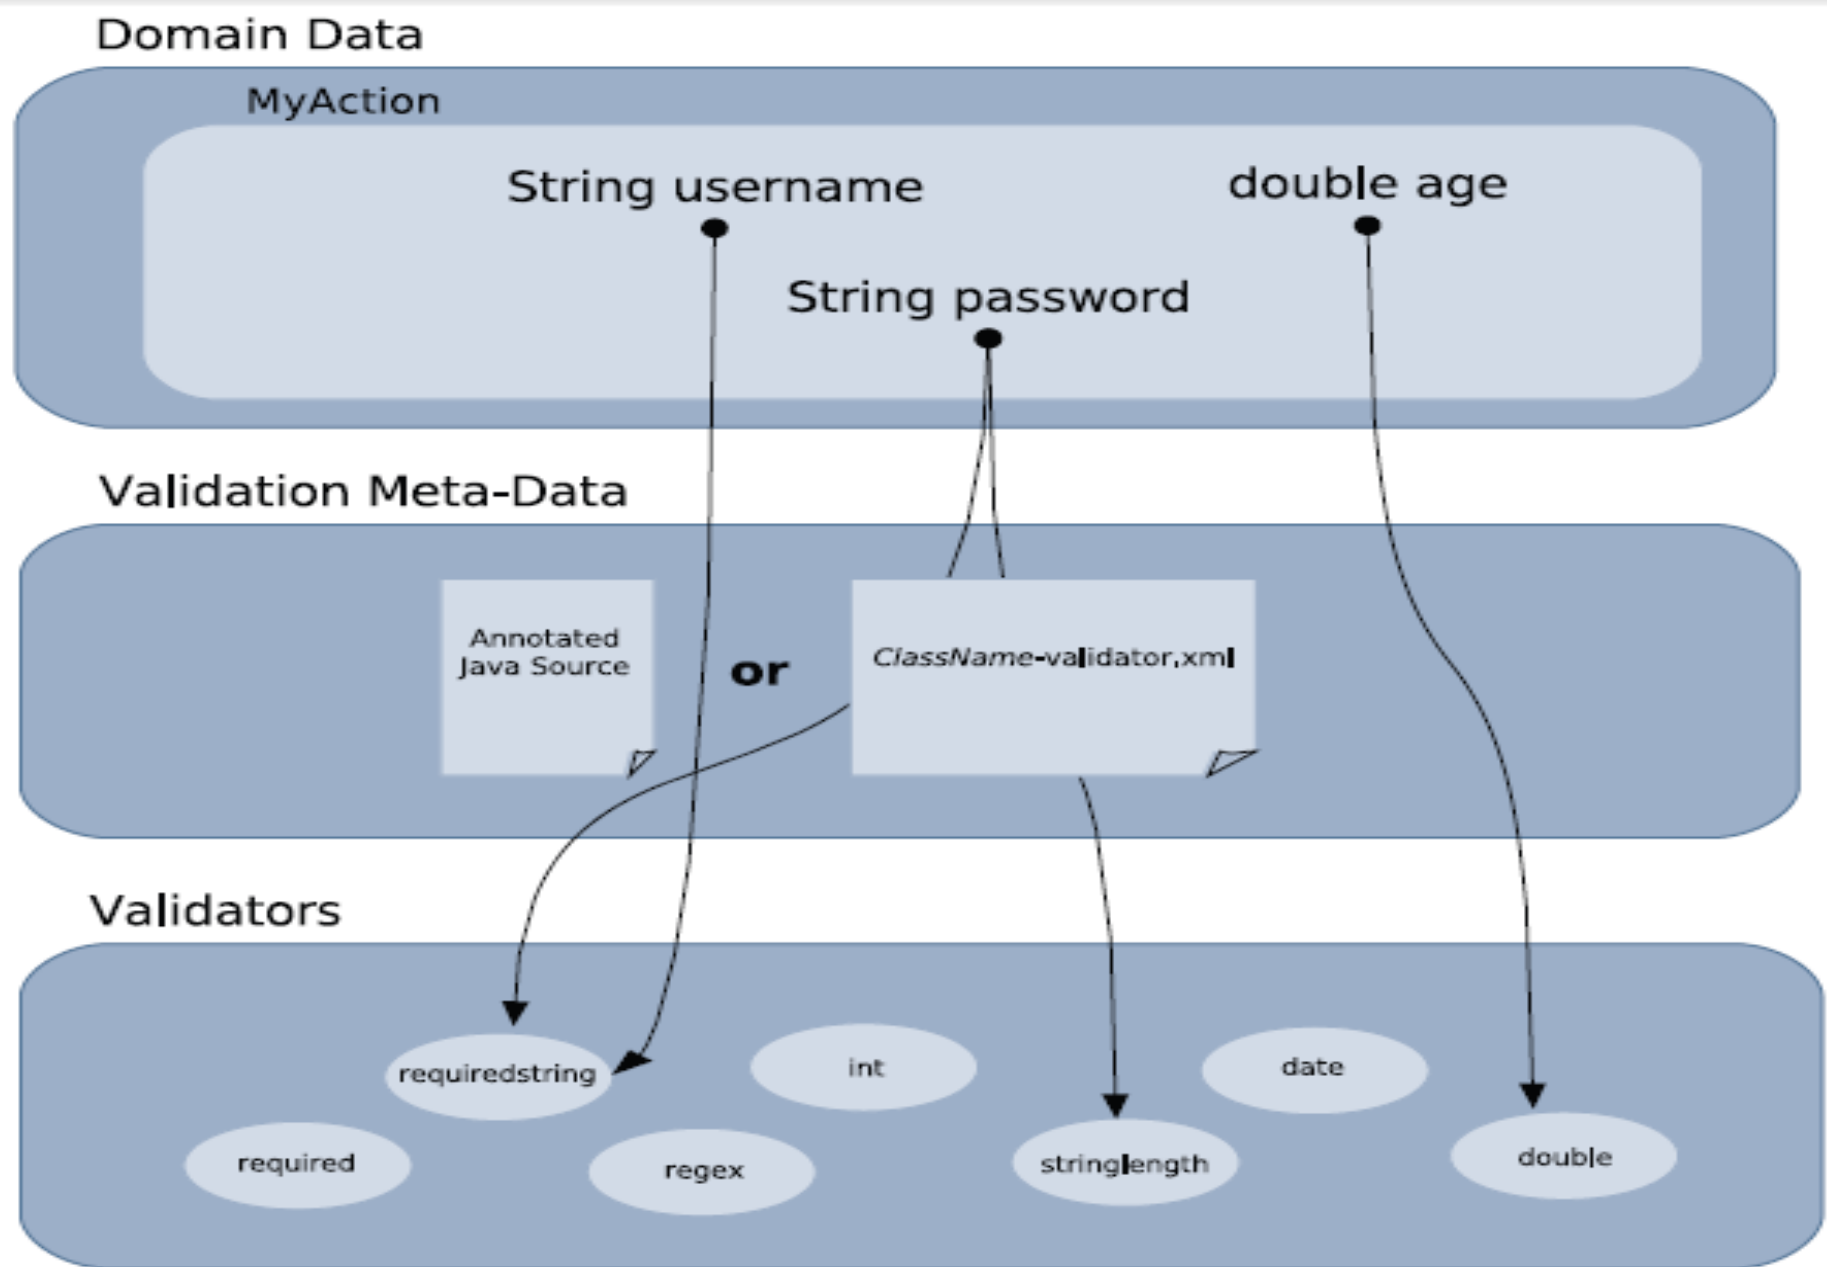 Domain Data
MyAction
String username
double age
String password
Validation Meta-Data
Annotated
Java Source
or
ClassName-validator.xml
Validators
requiredstring
int
date
required
regex
stringlength
double